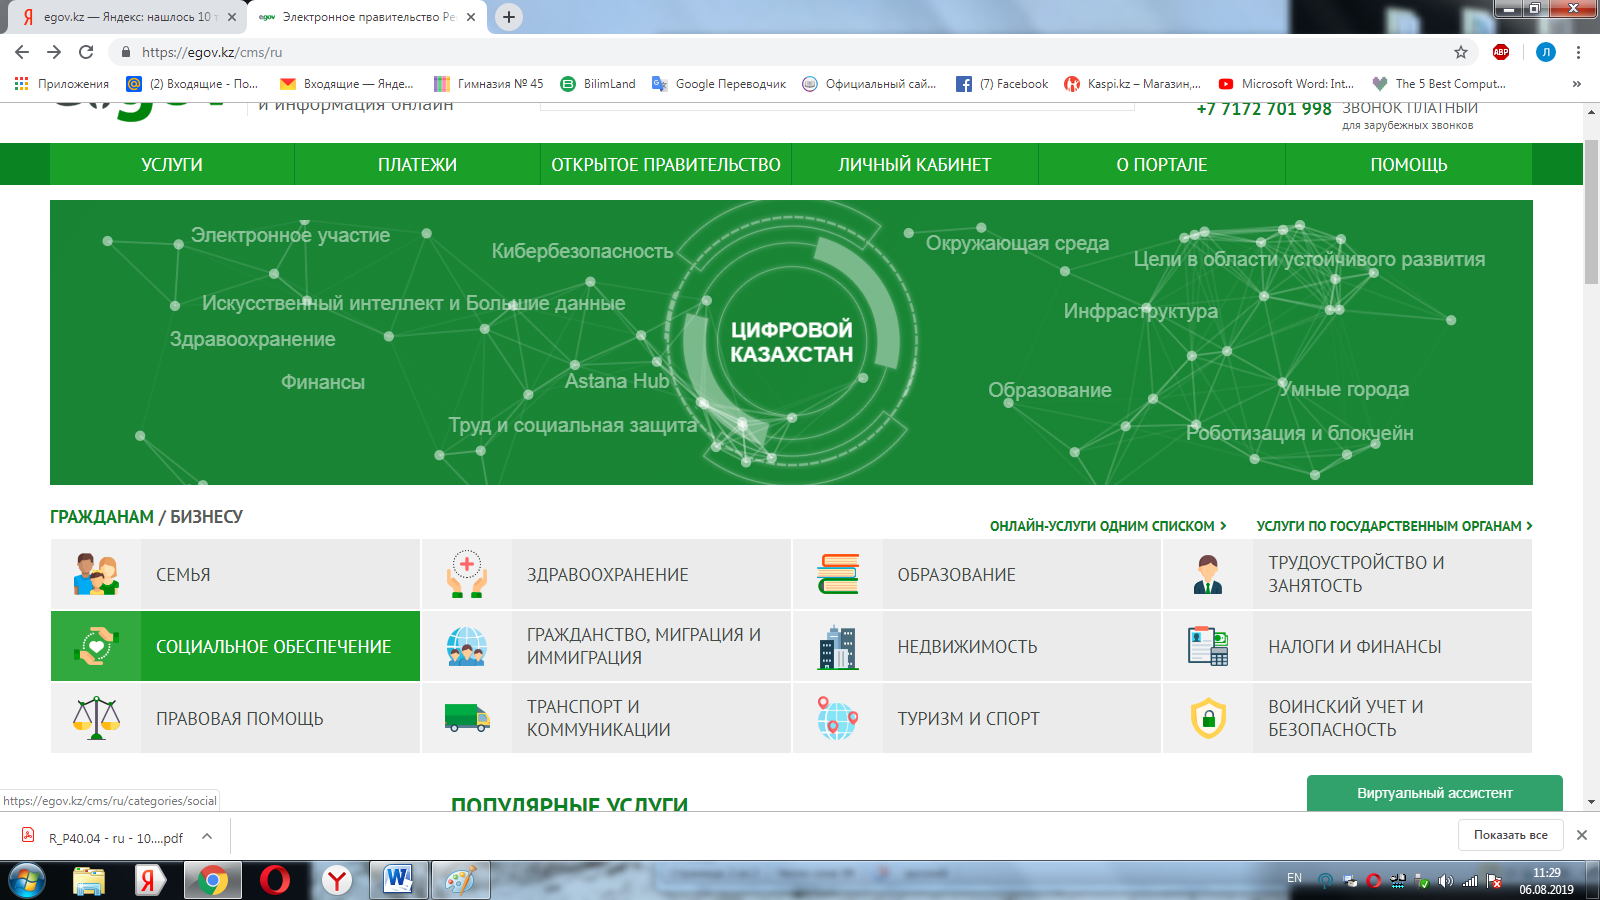 egov.kz — Яндекс: нашлось 10 т
Электронное правительство Ре
https://egov.kz/cms/ru
Приложения
(2) Входящие - По...
Входящие — Янде...
Гимназия № 45
BilimLand
Google Переводчик
Официальный сай...
(7) Facebook
Kaspi.kz – Магазин,...
Microsoft Word: Int...
The 5 Best Comput...
и информация онлайн
+7 7172 701 998
ЗВОНОК ПЛАТНЫЙ
для зарубежных звонков
УСЛУГИ
ПЛАТЕЖИ
ОТКРЫТОЕ ПРАВИТЕЛЬСТВО
ЛИЧНЫЙ КАБИНЕТ
О ПОРТАЛЕ
ПОМОЩЬ
Электронное участие
Кибербезопасность
Окружающая среда
Цели в области устойчивого развития
Искусственный интеллект и Большие данные
Инфраструктура
Здравоохранение
ЦИФРОВОЙ
КАЗАХСТАН
Финансы
Astana Hub
Образование
Умные города
Труд и социальная защита
Роботизация и блокчейн
ГРАЖДАНАМ / БИЗНЕСУ
ОНЛАЙН-УСЛУГИ ОДНИМ СПИСКОМ
УСЛУГИ ПО ГОСУДАРСТВЕННЫМ ОРГАНАМ
СЕМЬЯ
ЗДРАВООХРАНЕНИЕ
ОБРАЗОВАНИЕ
ТРУДОУСТРОЙСТВО И
ЗАНЯТОСТЬ
СОЦИАЛЬНОЕ ОБЕСПЕЧЕНИЕ
ГРАЖДАНСТВО, МИГРАЦИЯ И
ИММИГРАЦИЯ
НЕДВИЖИМОСТЬ
НАЛОГИ И ФИНАНСЫ
ПРАВОВАЯ ПОМОЩЬ
ТРАНСПОРТ И
КОММУНИКАЦИИ
ТУРИЗМ И СПОРТ
ВОИНСКИЙ УЧЕТ И
БЕЗОПАСНОСТЬ
https://egov.kz/cms/ru/categories/social
ПОПУЛЯРНЫЕ УСЛУГИ
Виртуальный ассистент
R_P40.04 - ru - 10....pdf
Показать все
EN
11:29
06.08.2019